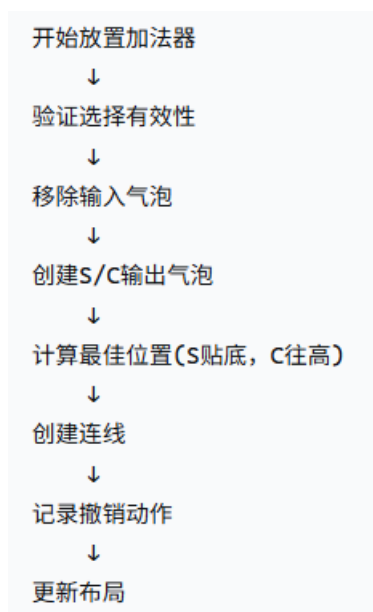 开始放置加法器
↓
验证选择有效性
↓
移除输入气泡
↓
创建S/C输出气泡
↓
计算最佳位置(S贴底，C往高)
↓
创建连线
↓
记录撤销动作
↓
更新布局